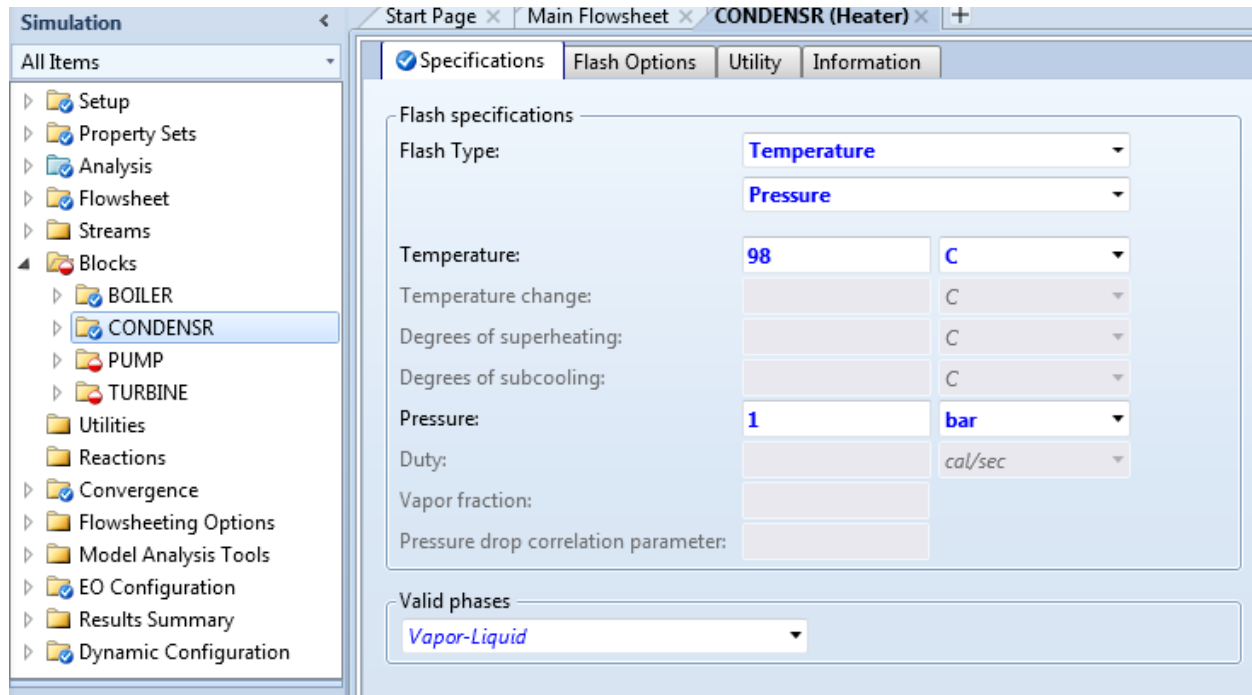 Simulation
All Items
Setup
Property Sets
Analysis
Flowsheet
Streams
Blocks
BOILER
CONDENSR
PUMP
TURBINE
Utilities
Reactions
Convergence
Flowsheeting Options
Model Analysis Tools
EO Configuration
Results Summary
Dynamic Configuration
Start Page Main Flowsheet CONDENSR (Heater)
Specifications Flash Options Utility Information
Flash specifications
Flash Type: Temperature
Pressure
Temperature: 98 C
Temperature change: C
Degrees of superheating: C
Degrees of subcooling: C
Pressure: 1 bar
Duty: cal/sec
Vapor fraction:
Pressure drop correlation parameter:
Valid phases
Vapor-Liquid